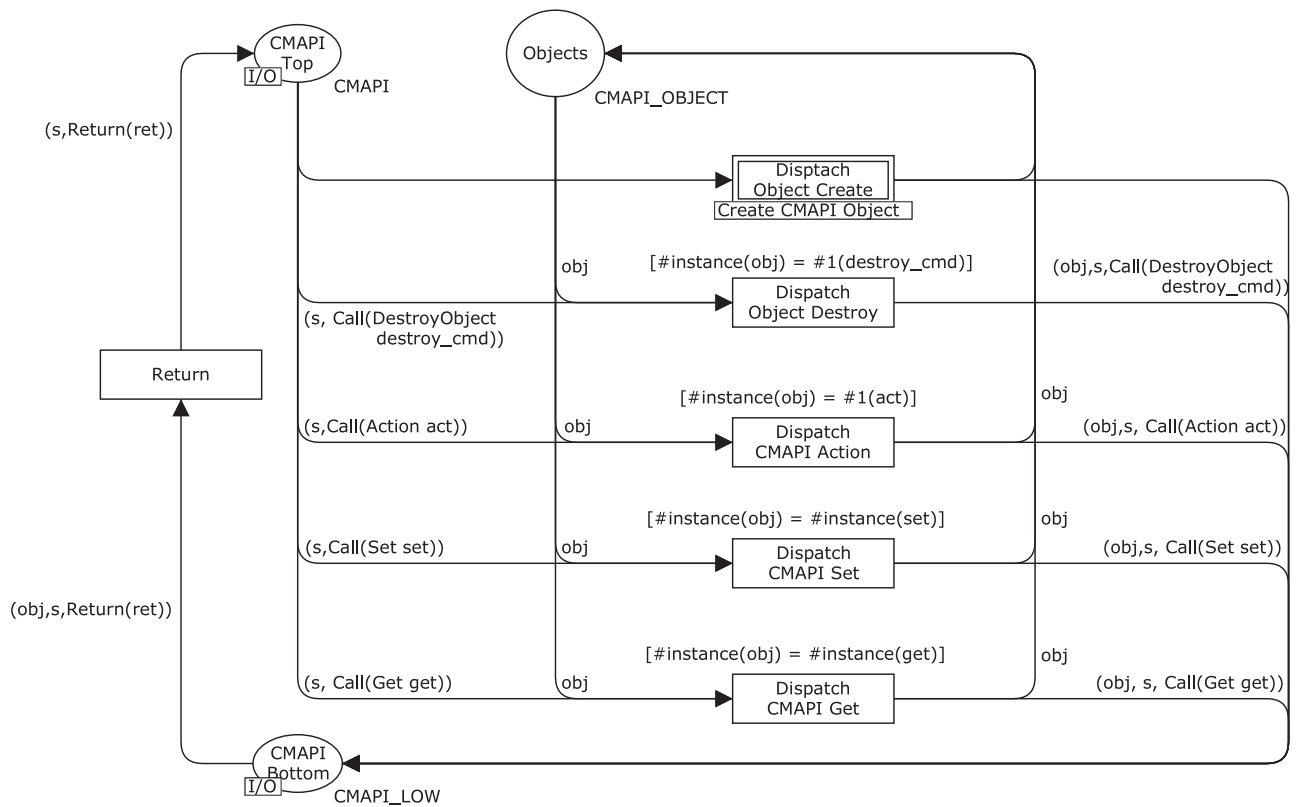 CMAPI
Top
I/O
CMAPI
Objects
CMAPI_OBJECT
(s,Return(ret))
Disptach
Object Create
Create CMAPI Object
obj
[#instance(obj) = #1(destroy_cmd)]
(obj,s,Call(DestroyObject
destroy_cmd))
Dispatch
Object Destroy
(s, Call(DestroyObject
destroy_cmd))
Return
[#instance(obj) = #1(act)]
obj
(s,Call(Action act))
obj
Dispatch
CMAPI Action
(obj,s, Call(Action act))
[#instance(obj) = #instance(set)]
obj
(s,Call(Set set))
obj
Dispatch
CMAPI Set
(obj,s, Call(Set set))
(obj,s,Return(ret))
[#instance(obj) = #instance(get)]
obj
(s, Call(Get get))
obj
Dispatch
CMAPI Get
(obj, s, Call(Get get))
CMAPI
Bottom
I/O
CMAPI_LOW